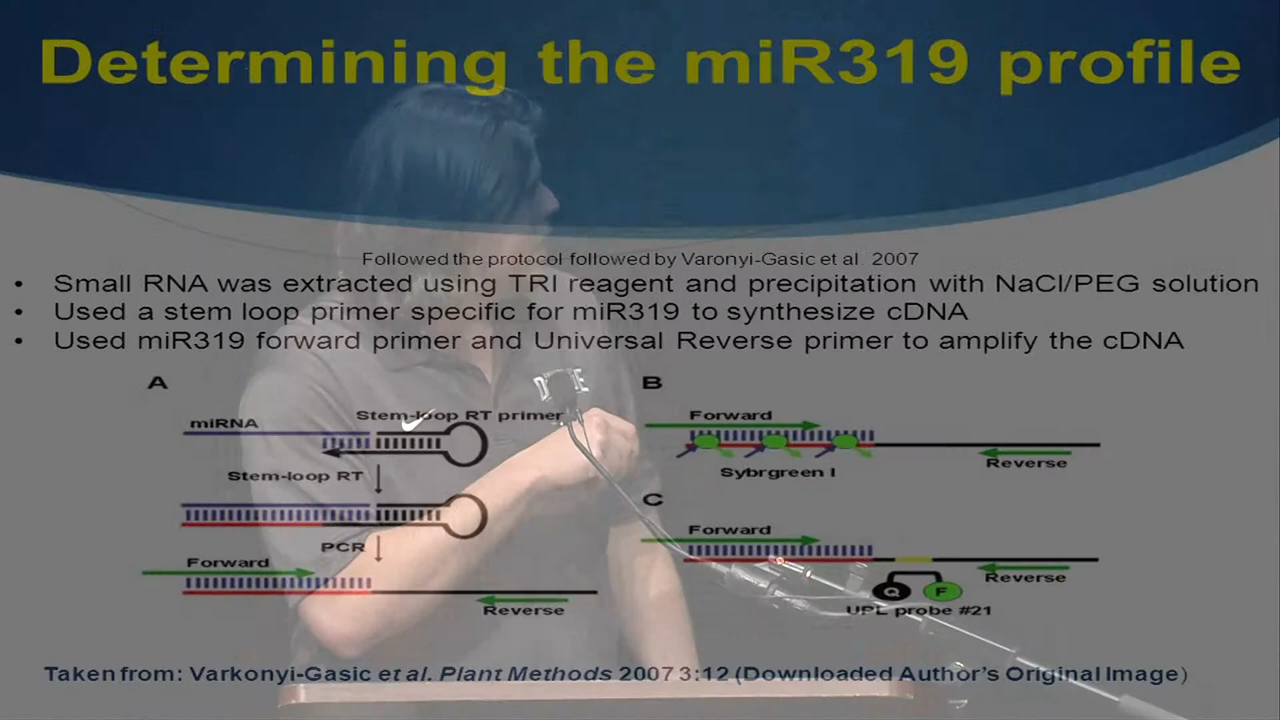 Determining the miR319 profile
Followed the protocol followed by Varonyi-Gasic et al. 2007
• Small RNA was extracted using TRI reagent and precipitation with NaCl/PEG solution
• Used a stem loop primer specific for miR319 to synthesize cDNA
• Used miR319 forward primer and Universal Reverse primer to amplify the cDNA
A
miRNA
Stem-loop RT primer
Stem-loop RT
PCR
Forward
Reverse
B
Forward
Sybrgreen I
Reverse
C
Forward
Reverse
Q F
UPL probe #21
Taken from: Varkonyi-Gasic et al. Plant Methods 2007 3:12 (Downloaded Author's Original Image)